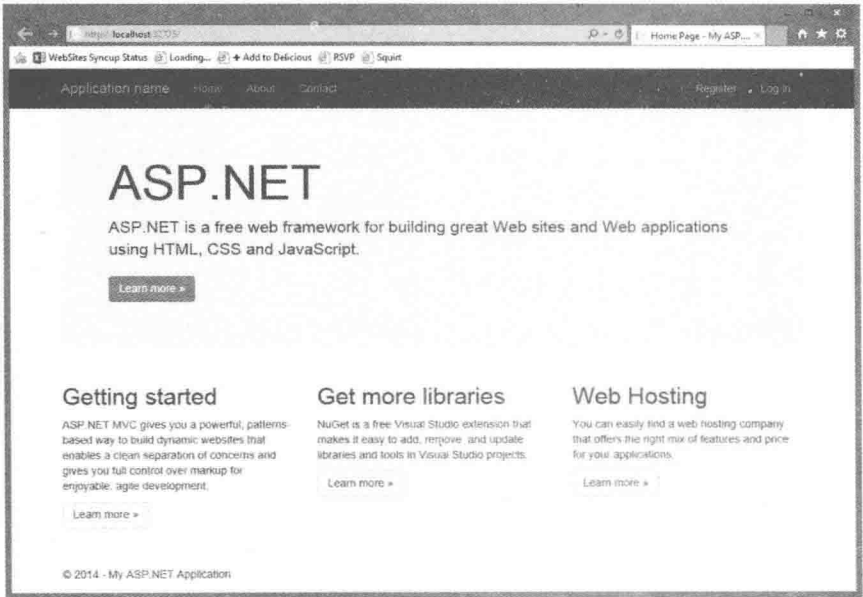 http://localhost:32725/
Home Page - My ASP....
WebSites Syncup Status Loading... + Add to Delicious RSVP Squirt
Application name Home About Contact Register Log in
ASP.NET
ASP.NET is a free web framework for building great Web sites and Web applications
using HTML, CSS and JavaScript.
Learn more »
Getting started
ASP.NET MVC gives you a powerful, patterns-
based way to build dynamic websites that
enables a clean separation of concerns and
gives you full control over markup for
enjoyable, agile development.
Learn more »
Get more libraries
NuGet is a free Visual Studio extension that
makes it easy to add, remove, and update
libraries and tools in Visual Studio projects.
Learn more »
Web Hosting
You can easily find a web hosting company
that offers the right mix of features and price
for your applications.
Learn more »
© 2014 - My ASP.NET Application